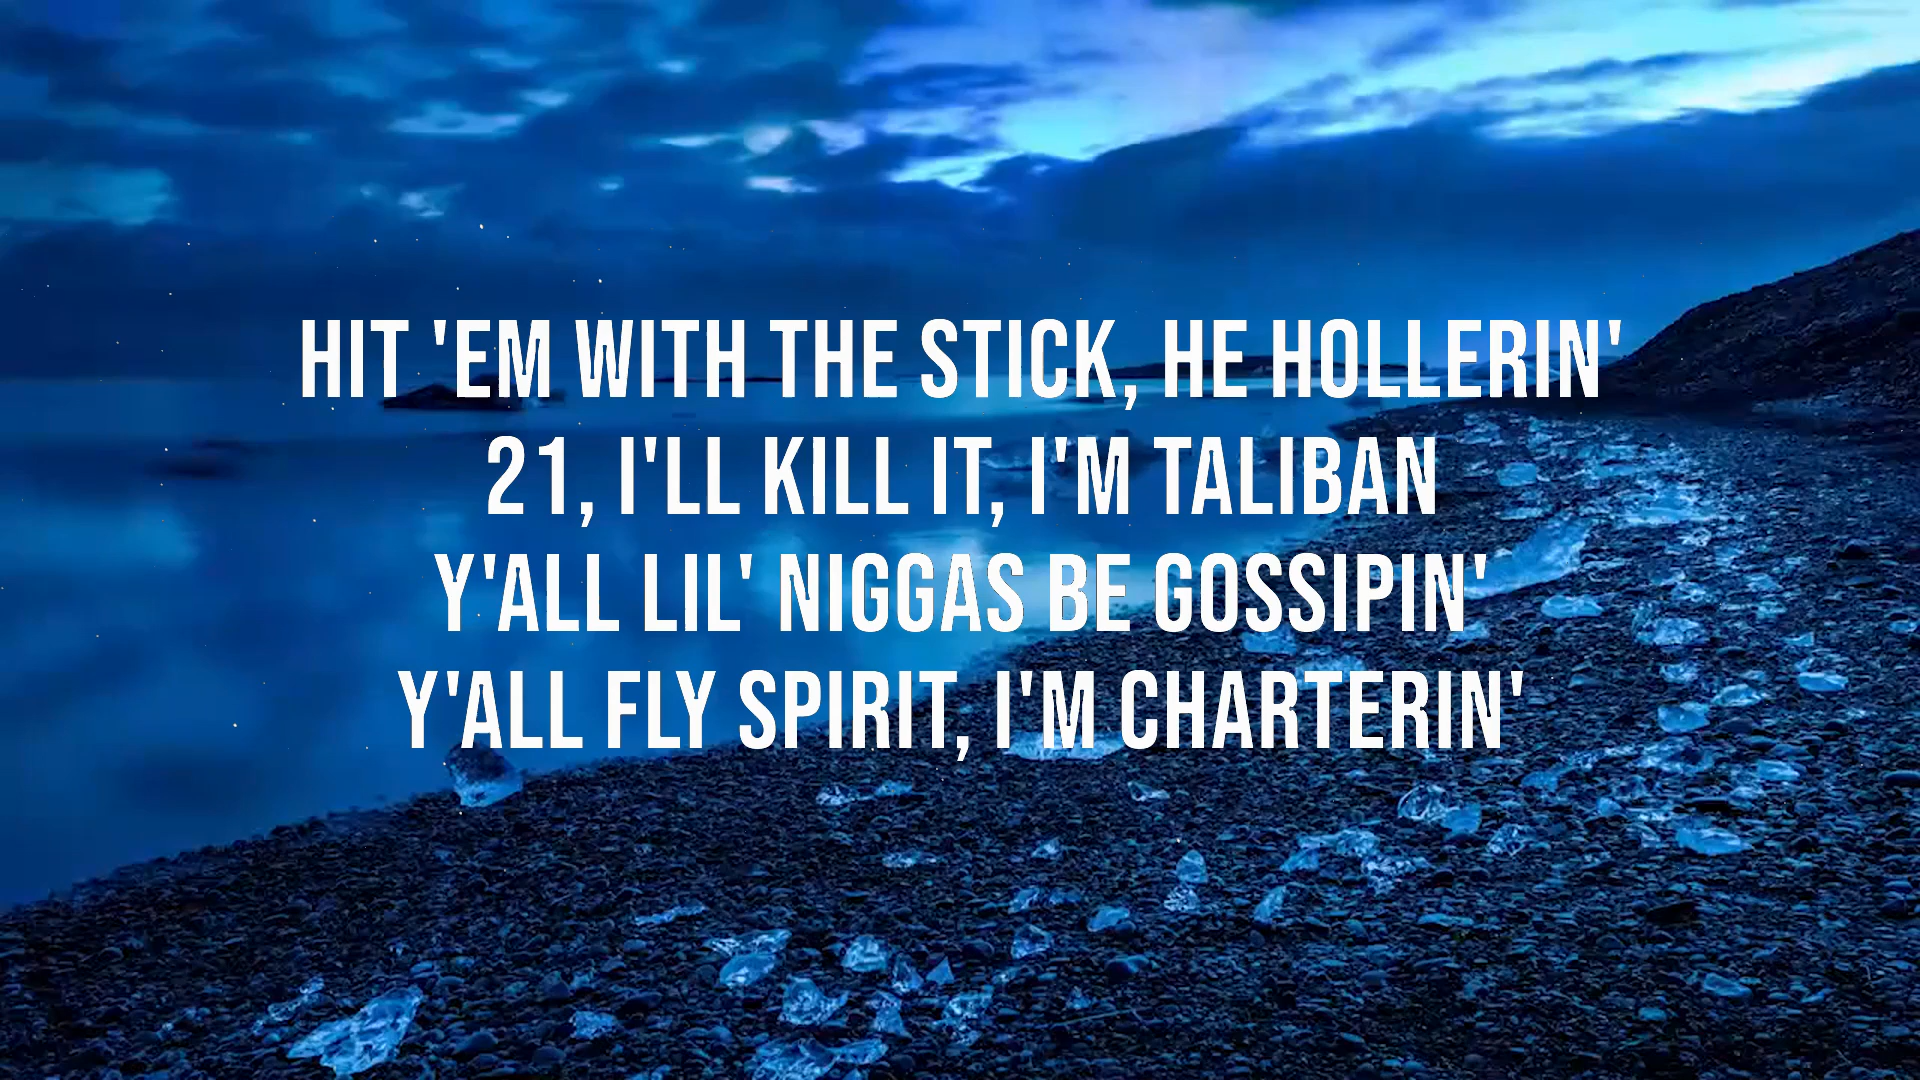 HIT 'EM WITH THE STICK, HE HOLLERIN'
21, I'LL KILL IT, I'M TALIBAN
Y'ALL LIL' NIGGAS BE GOSSIPIN'
Y'ALL FLY SPIRIT, I'M CHARTERIN'